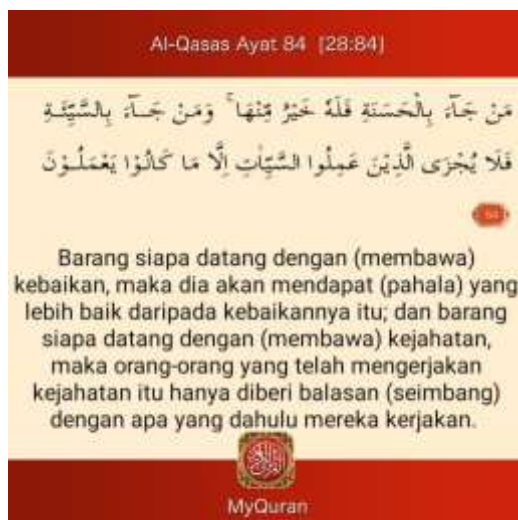 Al-Qasas Ayat 84 [28:84]
مَنْ جَآءَ بِالْحَسَنَةِ فَلَهٗ خَيْرٌ مِّنْهَا ۚ وَمَنْ جَآءَ بِالسَّيِّئَةِ
فَلَا يُجْزَى الَّذِيْنَ عَمِلُوا السَّيِّاٰتِ اِلَّا مَا كَانُوْا يَعْمَلُوْنَ
84
Barang siapa datang dengan (membawa)
kebaikan, maka dia akan mendapat (pahala) yang
lebih baik daripada kebaikannya itu; dan barang
siapa datang dengan (membawa) kejahatan,
maka orang-orang yang telah mengerjakan
kejahatan itu hanya diberi balasan (seimbang)
dengan apa yang dahulu mereka kerjakan.
MyQuran